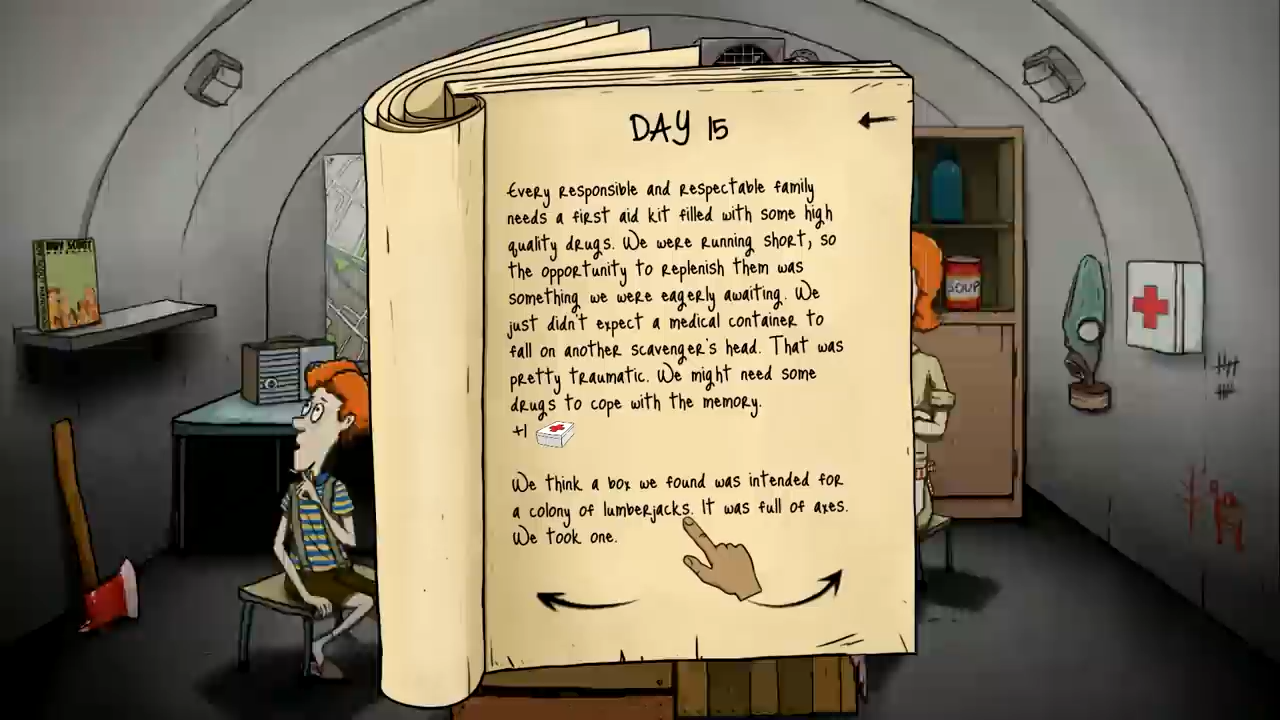 DAY 15
Every responsible and respectable family
needs a first aid kit filled with some high
quality drugs. We were running short, so
the opportunity to replenish them was
something we were eagerly awaiting. We
just didn't expect a medical container to
fall on another scavenger's head. That was
pretty traumatic. We might need some
drugs to cope with the memory.
+1
We think a box we found was intended for
a colony of lumberjacks. It was full of axes.
We took one.
SOUP